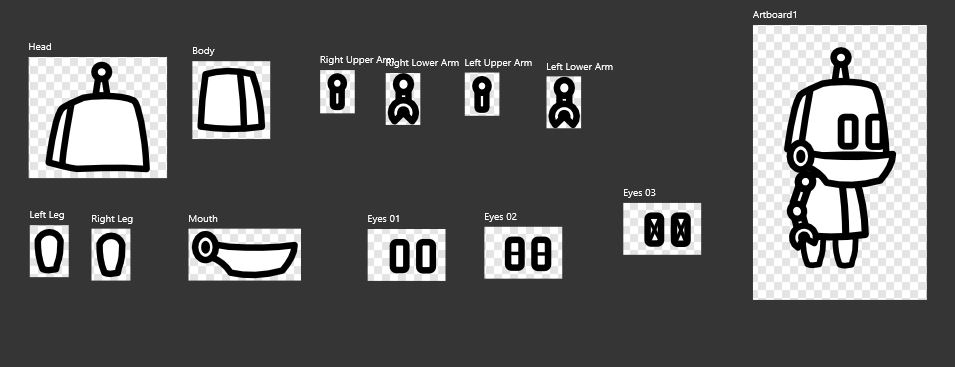 Artboard1
Head
Body
Right Upper Arm
Right Lower Arm
Left Upper Arm
Left Lower Arm
Eyes 03
Left Leg
Right Leg
Mouth
Eyes 01
Eyes 02